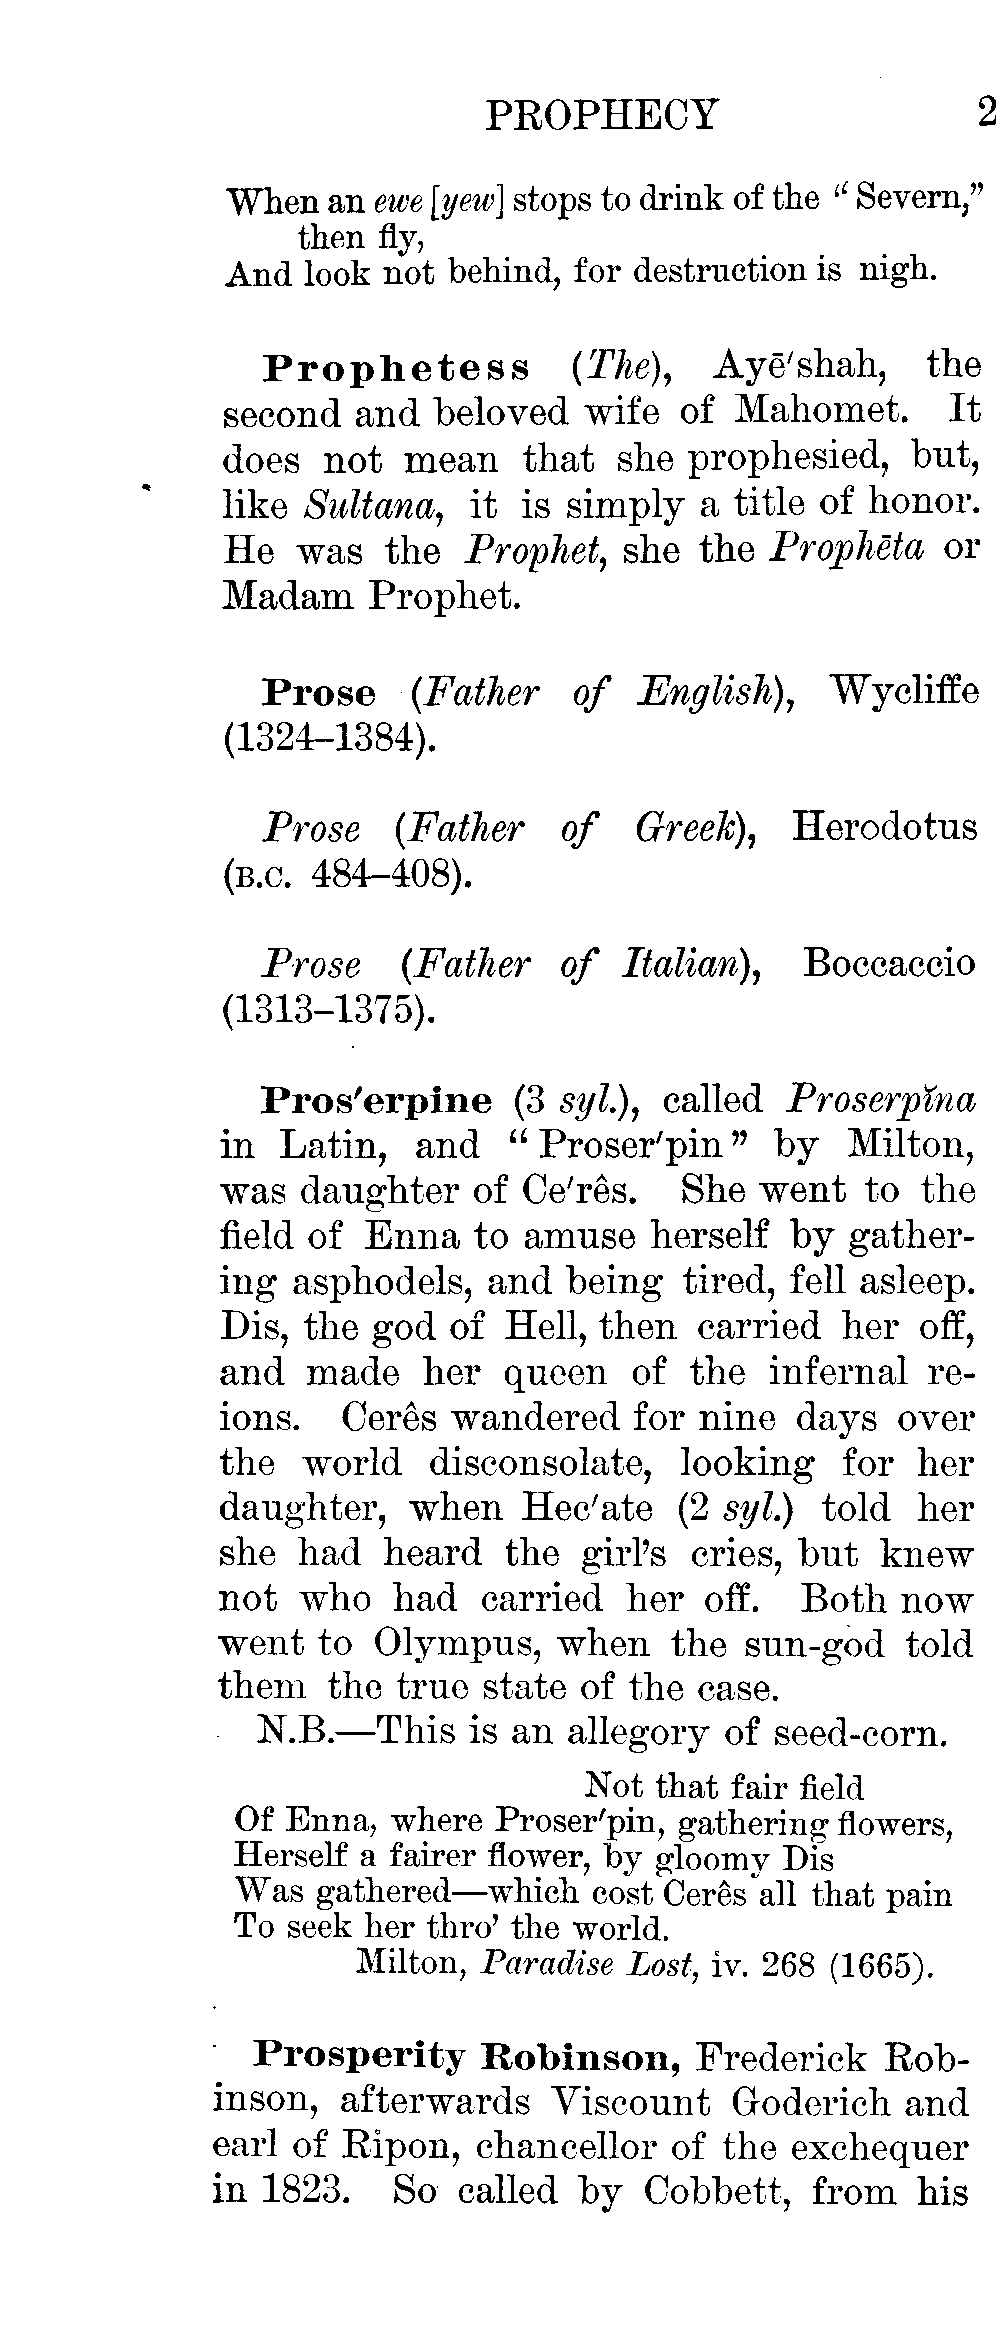 PROPHECY 2
When an ewe [yew] stops to drink of the “Severn,”
then fly,
And look not behind, for destruction is nigh.
Prophetess (The), Ayē′shah, the
second and beloved wife of Mahomet. It
does not mean that she prophesied, but,
like Sultana, it is simply a title of honor.
He was the Prophet, she the Prophēta or
Madam Prophet.
Prose (Father of English), Wycliffe
(1324–1384).
Prose (Father of Greek), Herodotus
(B.C. 484–408).
Prose (Father of Italian), Boccaccio
(1313–1375).
Pros′erpine (3 syl.), called Proserpĭna
in Latin, and “Proser′pin” by Milton,
was daughter of Ce′rês. She went to the
field of Enna to amuse herself by gather-
ing asphodels, and being tired, fell asleep.
Dis, the god of Hell, then carried her off,
and made her queen of the infernal re-
ions. Cerês wandered for nine days over
the world disconsolate, looking for her
daughter, when Hec′ate (2 syl.) told her
she had heard the girl’s cries, but knew
not who had carried her off. Both now
went to Olympus, when the sun-god told
them the true state of the case.
N.B.—This is an allegory of seed-corn.
Not that fair field
Of Enna, where Proser′pin, gathering flowers,
Herself a fairer flower, by gloomy Dis
Was gathered—which cost Cerês all that pain
To seek her thro’ the world.
Milton, Paradise Lost, iv. 268 (1665).
Prosperity Robinson, Frederick Rob-
inson, afterwards Viscount Goderich and
earl of Ripon, chancellor of the exchequer
in 1823. So called by Cobbett, from his